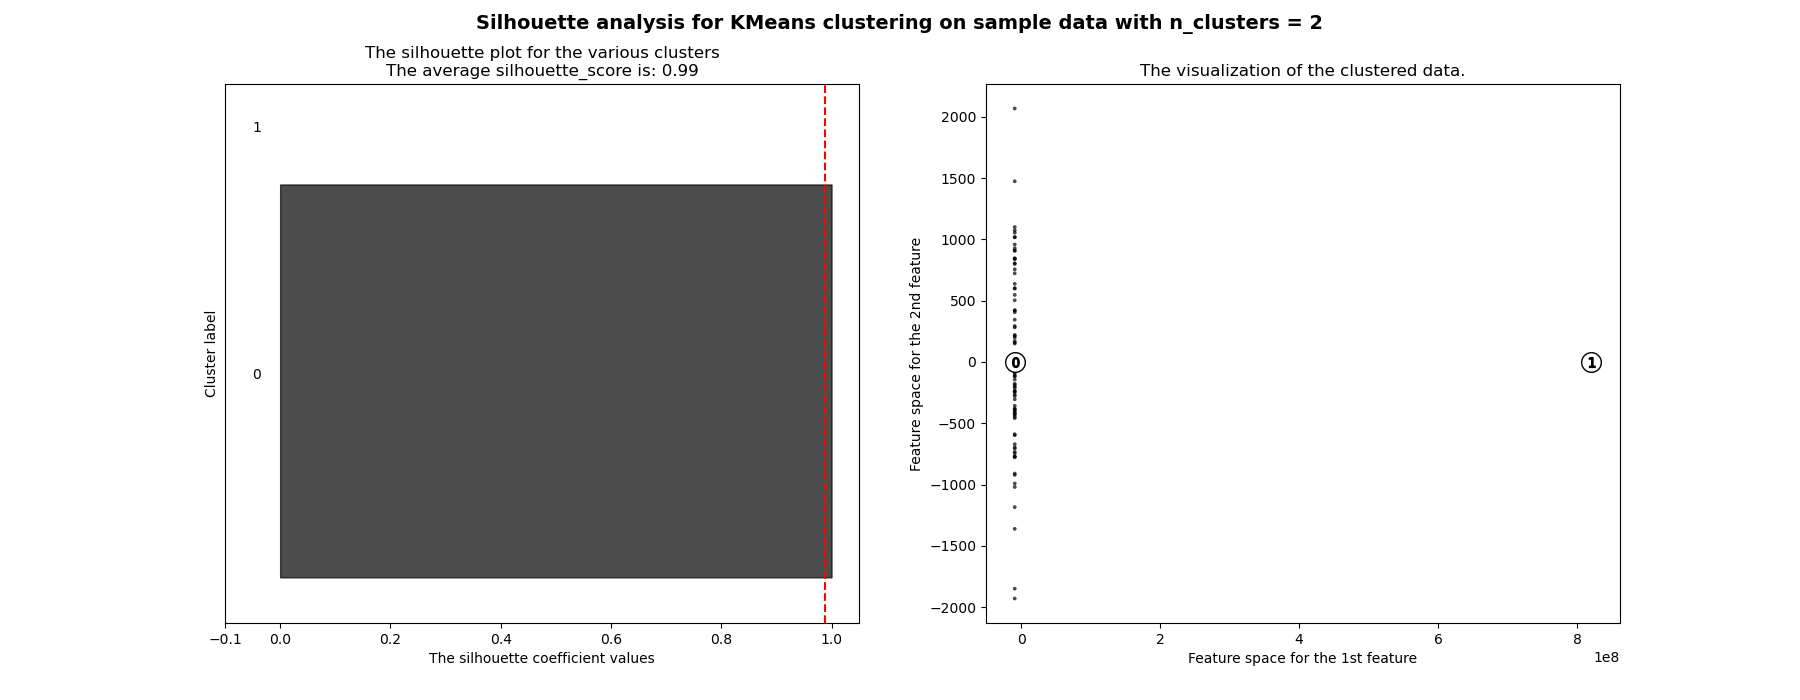 Silhouette analysis for KMeans clustering on sample data with n_clusters = 2
The silhouette plot for the various clusters
The average silhouette_score is: 0.99
1
0
Cluster label
−0.1 0.0 0.2 0.4 0.6 0.8 1.0
The silhouette coefficient values
The visualization of the clustered data.
2000
1500
1000
500
0
−500
−1000
−1500
−2000
Feature space for the 2nd feature
0
1
0 2 4 6 8
1e8
Feature space for the 1st feature